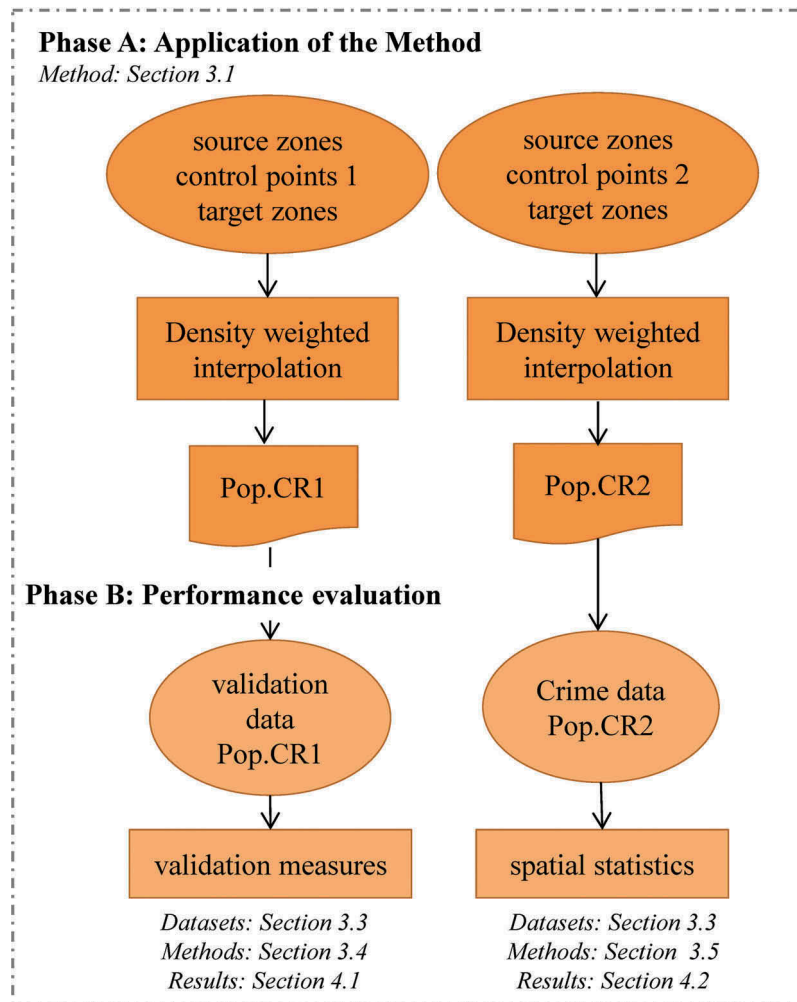 Phase A: Application of the Method
Method: Section 3.1
source zones
control points 1
target zones
source zones
control points 2
target zones
Density weighted
interpolation
Density weighted
interpolation
Pop.CR1
Pop.CR2
Phase B: Performance evaluation
validation
data
Pop.CR1
Crime data
Pop.CR2
validation measures
spatial statistics
Datasets: Section 3.3
Methods: Section 3.4
Results: Section 4.1
Datasets: Section 3.3
Methods: Section 3.5
Results: Section 4.2